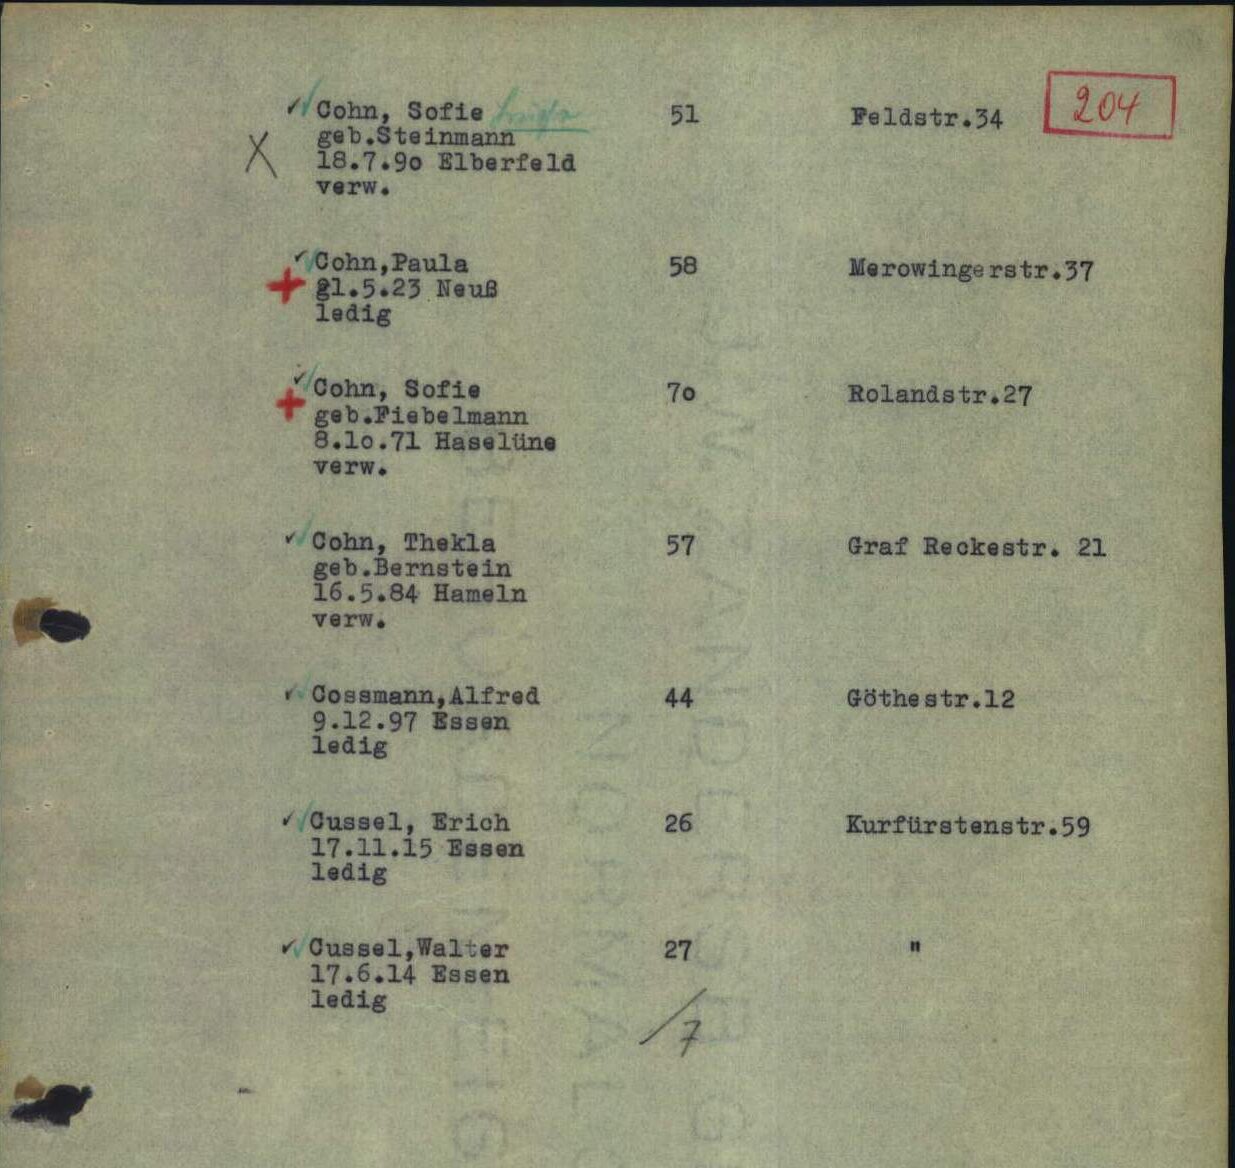 204
Cohn, Sofie 51 Feldstr.34
geb.Steinmann
18.7.9o Elberfeld
verw.
Cohn,Paula 58 Merowingerstr.37
gl.5.23 Neuß
ledig
Cohn, Sofie 7o Rolandstr.27
geb.Fiebelmann
8.lo.71 Haselüne
verw.
Cohn, Thekla 57 Graf Reckestr. 21
geb.Bernstein
16.5.84 Hameln
verw.
Cossmann,Alfred 44 Göthestr.12
9.12.97 Essen
ledig
Cussel, Erich 26 Kurfürstenstr.59
17.11.15 Essen
ledig
Cussel,Walter 27 "
17.6.14 Essen
ledig
7